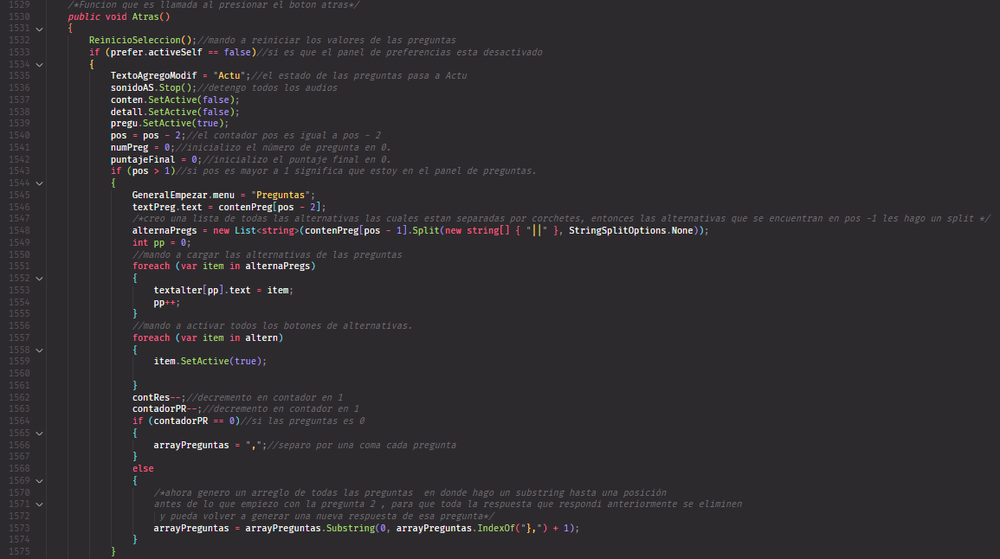 1529 /*Funcion que es llamada al presionar el boton atras*/
1530 public void Atras()
1531 {
1532 ReinicioSeleccion();//mando a reiniciar los valores de las preguntas
1533 if (prefer.activeSelf == false)//si es que el panel de preferencias esta desactivado
1534 {
1535 TextoAgregoModif = "Actu";//el estado de las preguntas pasa a Actu
1536 sonidoAS.Stop();//detengo todos los audios
1537 conten.SetActive(false);
1538 detall.SetActive(false);
1539 pregu.SetActive(true);
1540 pos = pos - 2;//el contador pos es igual a pos - 2
1541 numPreg = 0;//inicializo el número de pregunta en 0.
1542 puntajeFinal = 0;//inicializo el puntaje final en 0.
1543 if (pos > 1)//si pos es mayor a 1 significa que estoy en el panel de preguntas.
1544 {
1545 GeneralEmpezar.menu = "Preguntas";
1546 textPreg.text = contenPreg[pos - 2];
1547 /*creo una lista de todas las alternativas las cuales estan separadas por corchetes, entonces las alternativas que se encuentran en pos -1 les hago un split */
1548 alternaPregs = new List<string>(contenPreg[pos - 1].Split(new string[] { "||" }, StringSplitOptions.None));
1549 int pp = 0;
1550 //mando a cargar las alternativas de las preguntas
1551 foreach (var item in alternaPregs)
1552 {
1553 textalter[pp].text = item;
1554 pp++;
1555 }
1556 //mando a activar todos los botones de alternativas.
1557 foreach (var item in altern)
1558 {
1559 item.SetActive(true);
1560
1561 }
1562 contRes--;//decremento en contador en 1
1563 contadorPR--;//decremento en contador en 1
1564 if (contadorPR == 0)//si las preguntas es 0
1565 {
1566 arrayPreguntas = ",";//separo por una coma cada pregunta
1567 }
1568 else
1569 {
1570 /*ahora genero un arreglo de todas las preguntas  en donde hago un substring hasta una posición
1571 antes de lo que empiezo con la pregunta 2 , para que toda la respuesta que respondi anteriormente se eliminen
1572 y pueda volver a generar una nueva respuesta de esa pregunta*/
1573 arrayPreguntas = arrayPreguntas.Substring(0, arrayPreguntas.IndexOf("},") + 1);
1574 }
1575 }